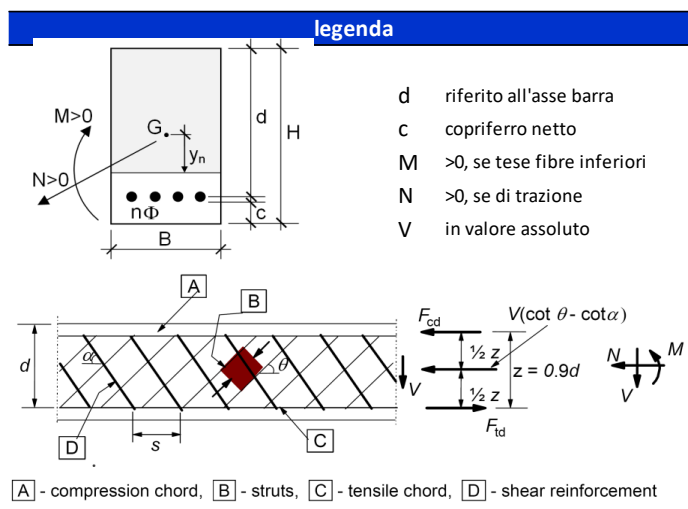 legenda
M>0
G
d
H
yₙ
N>0
nΦ
c
B
d riferito all'asse barra
c copriferro netto
M >0, se tese fibre inferiori
N >0, se di trazione
V in valore assoluto
A
B
F_cd
V(cot θ - cotα)
d
α
θ
V
½ z
½ z
z = 0.9d
N
M
V
D
s
C
F_td
A - compression chord, B - struts, C - tensile chord, D - shear reinforcement